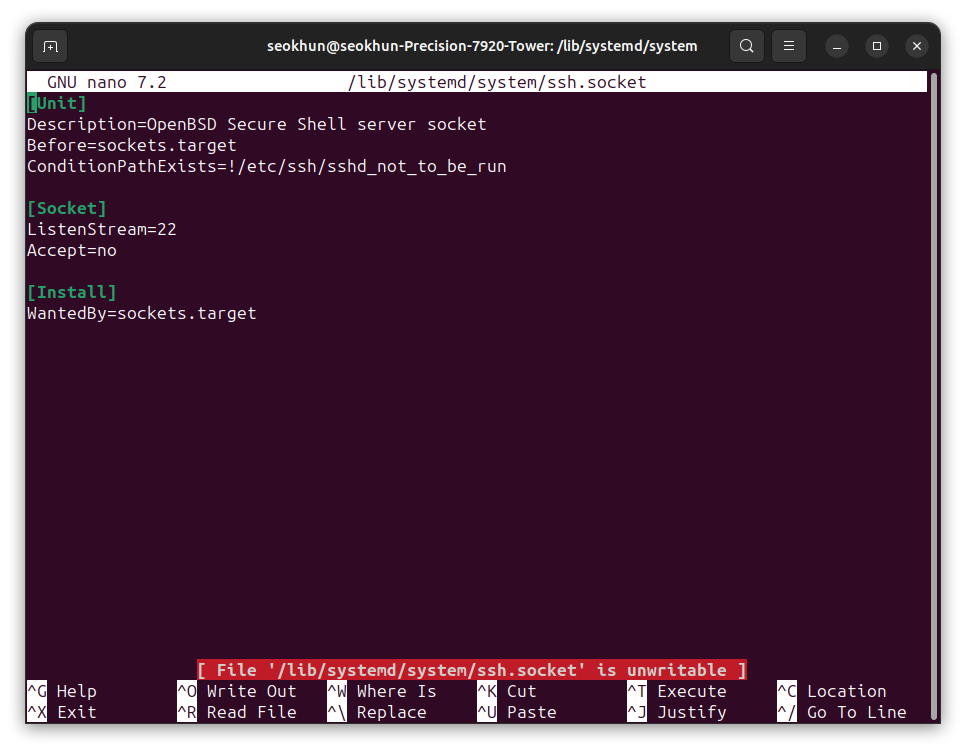 seokhun@seokhun-Precision-7920-Tower: /lib/systemd/system
GNU nano 7.2 /lib/systemd/system/ssh.socket
[Unit]
Description=OpenBSD Secure Shell server socket
Before=sockets.target
ConditionPathExists=!/etc/ssh/sshd_not_to_be_run
[Socket]
ListenStream=22
Accept=no
[Install]
WantedBy=sockets.target
[ File '/lib/systemd/system/ssh.socket' is unwritable ]
^G Help ^O Write Out ^W Where Is ^K Cut ^T Execute ^C Location
^X Exit ^R Read File ^\ Replace ^U Paste ^J Justify ^/ Go To Line